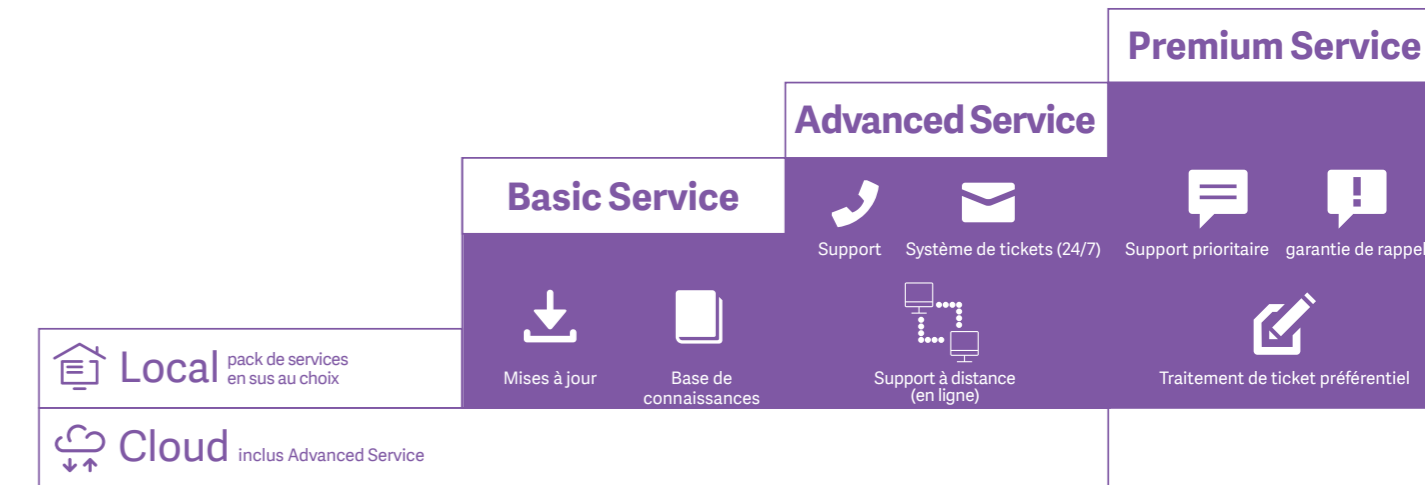 Premium Service
Advanced Service
Basic Service
Support
Système de tickets (24/7)
Support prioritaire
garantie de rappel
Mises à jour
Base de
connaissances
Support à distance
(en ligne)
Traitement de ticket préférentiel
Local pack de services
en sus au choix
Cloud inclus Advanced Service